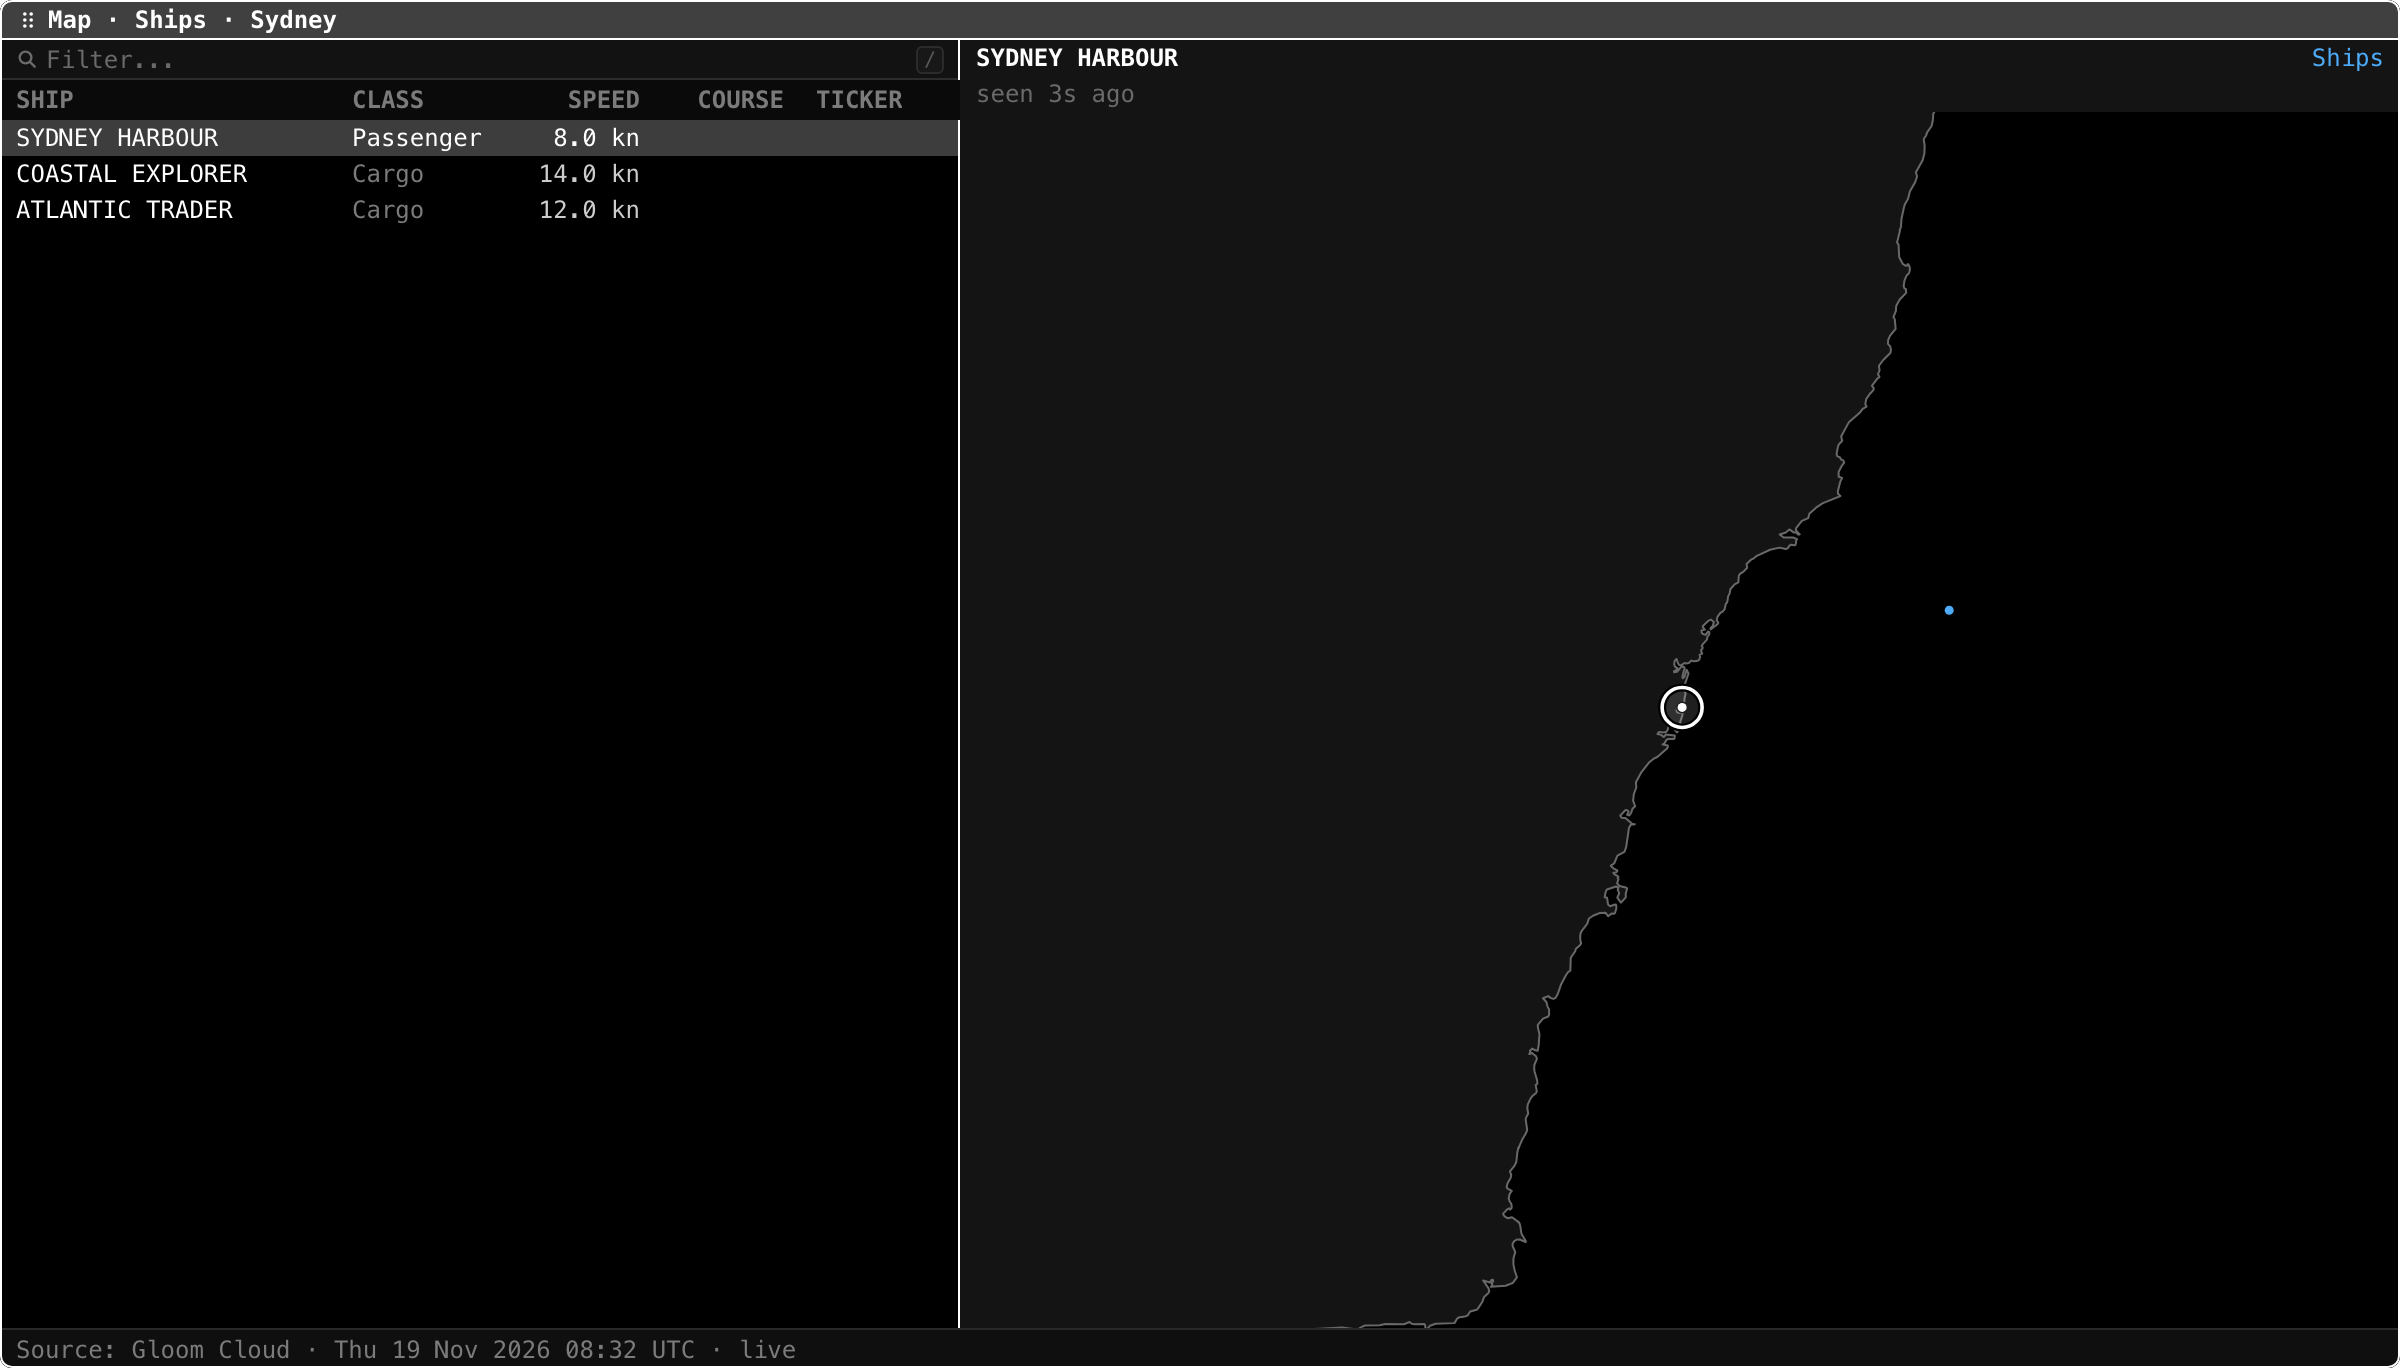 Map · Ships · Sydney
Filter... /
SHIP CLASS SPEED COURSE TICKER
SYDNEY HARBOUR Passenger 8.0 kn
COASTAL EXPLORER Cargo 14.0 kn
ATLANTIC TRADER Cargo 12.0 kn
SYDNEY HARBOUR Ships
seen 3s ago
Source: Gloom Cloud · Thu 19 Nov 2026 08:32 UTC · live